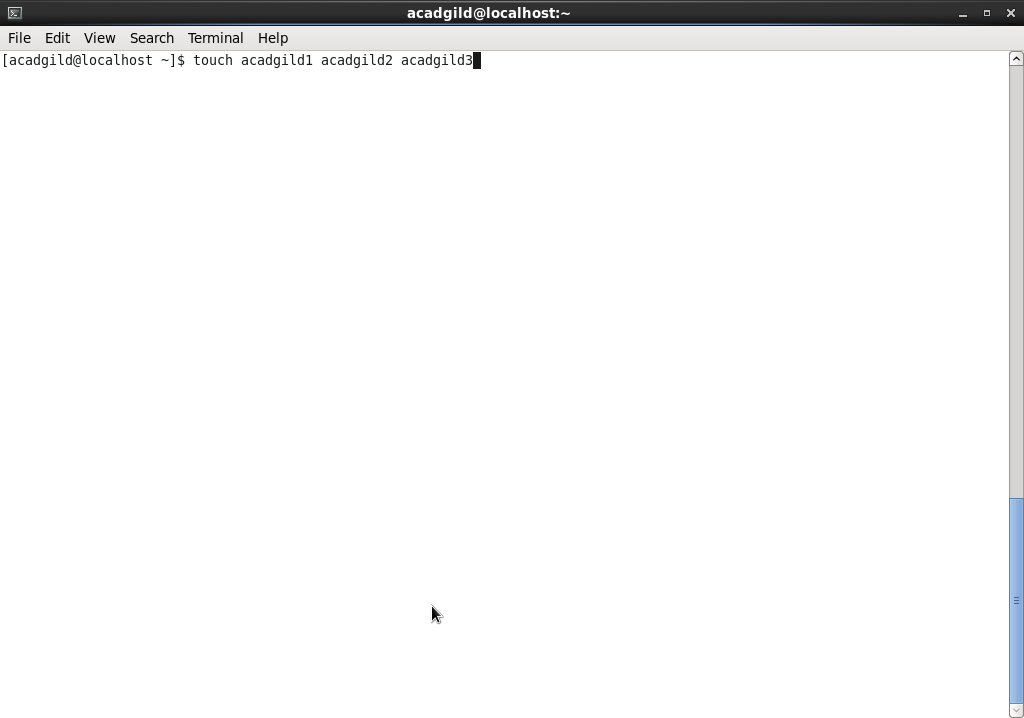 acadgild@localhost:~
File Edit View Search Terminal Help
[acadgild@localhost ~]$ touch acadgild1 acadgild2 acadgild3